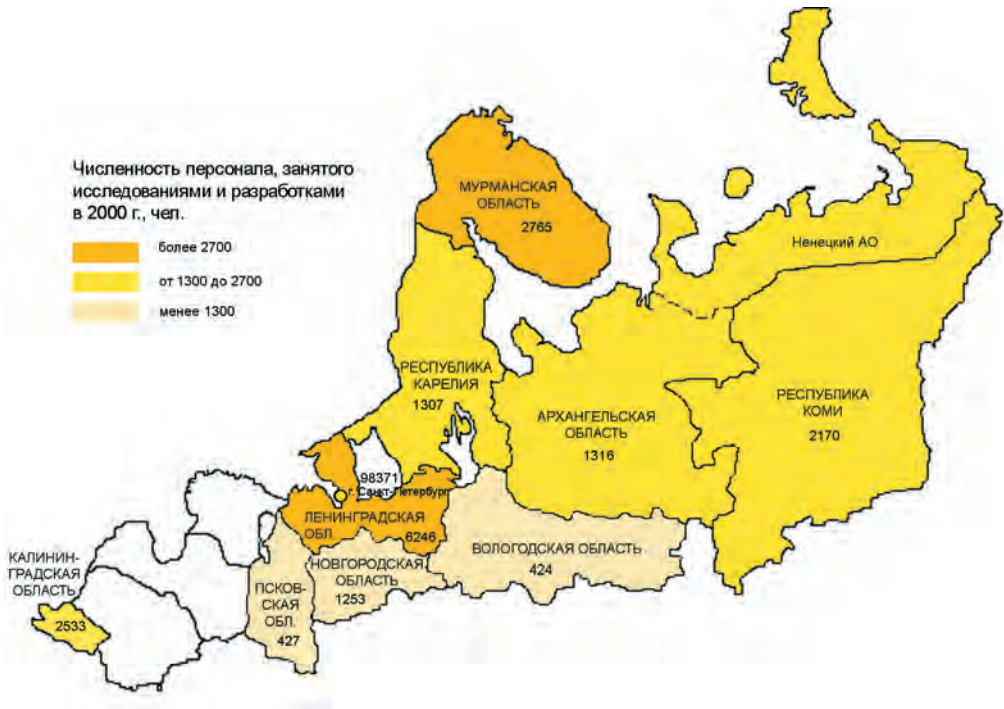 Численность персонала, занятого
исследованиями и разработками
в 2000 г., чел.
более 2700
от 1300 до 2700
менее 1300
МУРМАНСКАЯ
ОБЛАСТЬ
2765
Ненецкий АО
РЕСПУБЛИКА
КАРЕЛИЯ
1307
АРХАНГЕЛЬСКАЯ
ОБЛАСТЬ
1316
РЕСПУБЛИКА
КОМИ
2170
98371
г. Санкт-Петербург
ЛЕНИНГРАДСКАЯ
ОБЛ.
6246
ВОЛОГОДСКАЯ ОБЛАСТЬ
424
НОВГОРОДСКАЯ
ОБЛАСТЬ
1253
ПСКОВ-
СКАЯ
ОБЛ.
427
КАЛИНИН-
ГРАДСКАЯ
ОБЛАСТЬ
2533